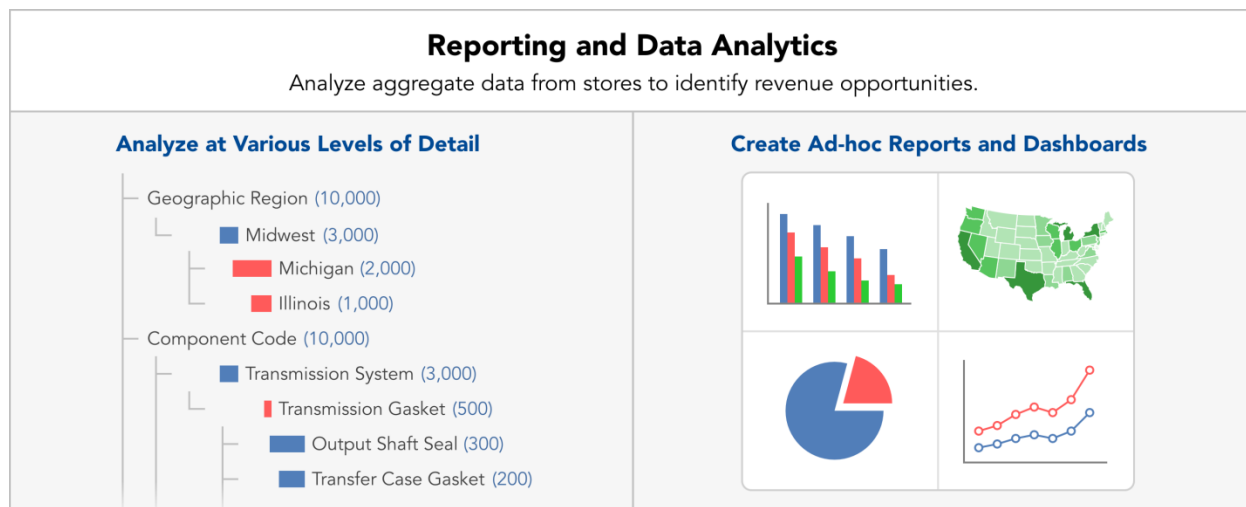 Reporting and Data Analytics
Analyze aggregate data from stores to identify revenue opportunities.
Analyze at Various Levels of Detail
Geographic Region (10,000)
Midwest (3,000)
Michigan (2,000)
Illinois (1,000)
Component Code (10,000)
Transmission System (3,000)
Transmission Gasket (500)
Output Shaft Seal (300)
Transfer Case Gasket (200)
Create Ad-hoc Reports and Dashboards